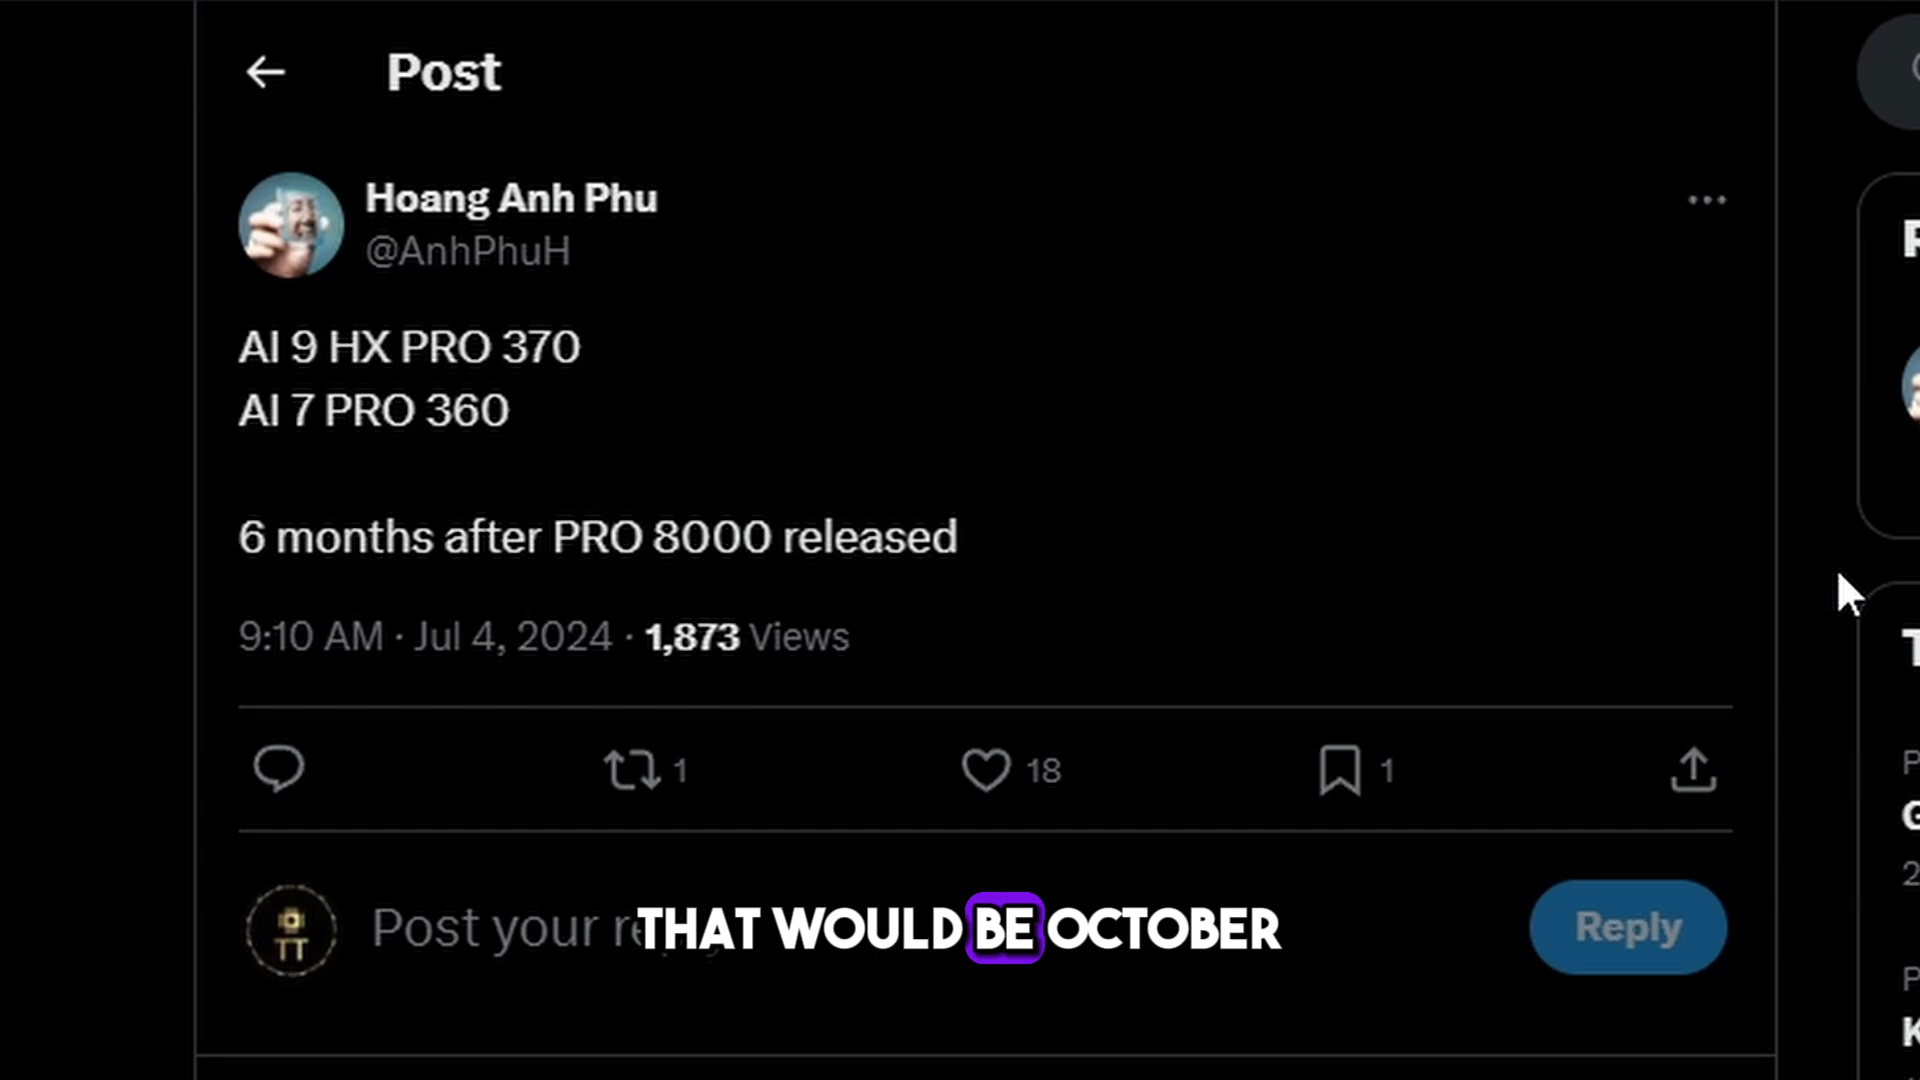 Post
Hoang Anh Phu
@AnhPhuH
AI 9 HX PRO 370
AI 7 PRO 360
6 months after PRO 8000 released
9:10 AM · Jul 4, 2024 · 1,873 Views
1
18
1
TT
Post your
THAT WOULD BE OCTOBER
Reply